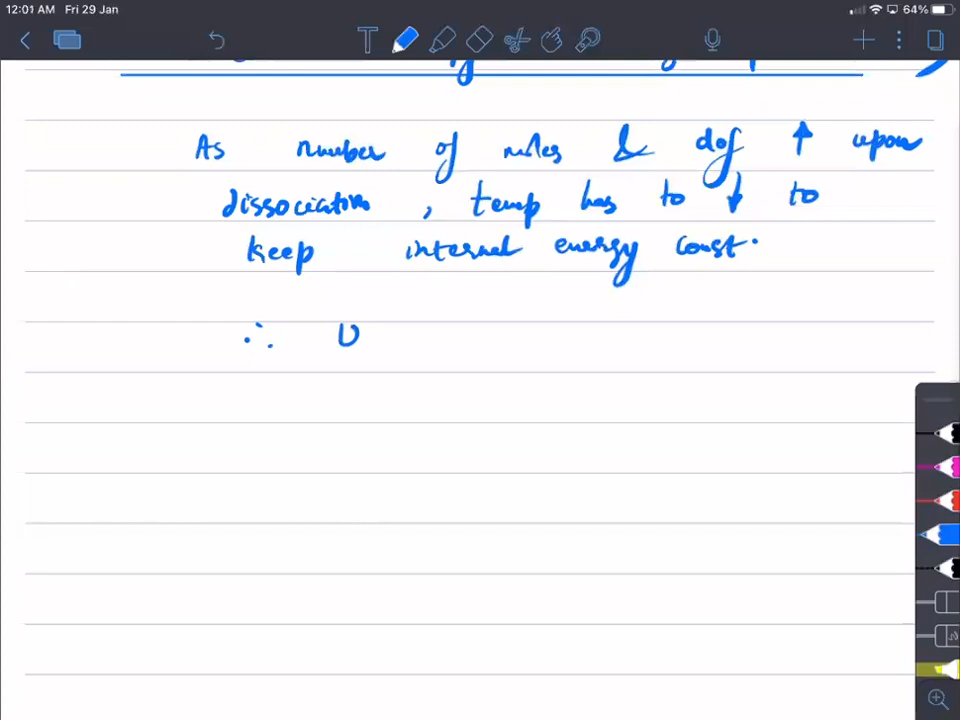 12:01 AM Fri 29 Jan 64%
As number of moles & dof ↑ upon
dissociation , temp has to ↓ to
keep internal energy const.
∴ U